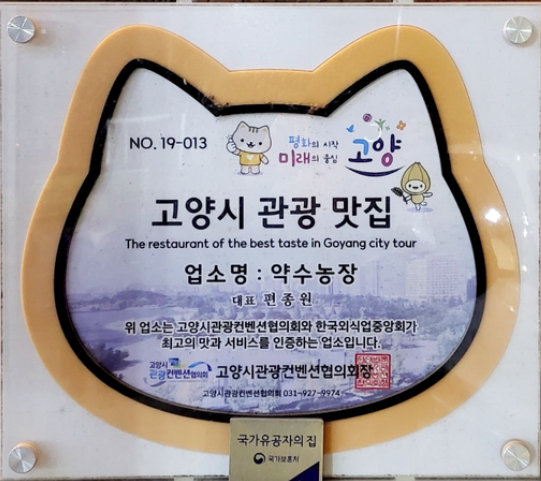 NO. 19-013
평화의 시작
미래의 중심
고양
고양시 관광 맛집
The restaurant of the best taste in Goyang city tour
업소명 : 약수농장
대표 편종원
위 업소는 고양시관광컨벤션협의회와 한국외식업중앙회가
최고의 맛과 서비스를 인증하는 업소입니다.
고양시
관광컨벤션협의회
고양시관광컨벤션협의회장
고양시관광컨벤션협의회 031-927-9974
국가유공자의 집
국가보훈처